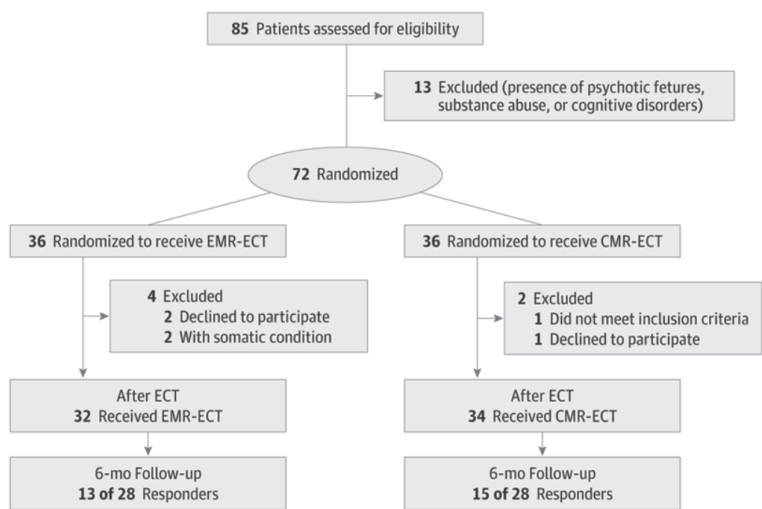 85 Patients assessed for eligibility
13 Excluded (presence of psychotic fetures,
substance abuse, or cognitive disorders)
72 Randomized
36 Randomized to receive EMR-ECT
36 Randomized to receive CMR-ECT
4 Excluded
2 Declined to participate
2 With somatic condition
2 Excluded
1 Did not meet inclusion criteria
1 Declined to participate
After ECT
32 Received EMR-ECT
After ECT
34 Received CMR-ECT
6-mo Follow-up
13 of 28 Responders
6-mo Follow-up
15 of 28 Responders